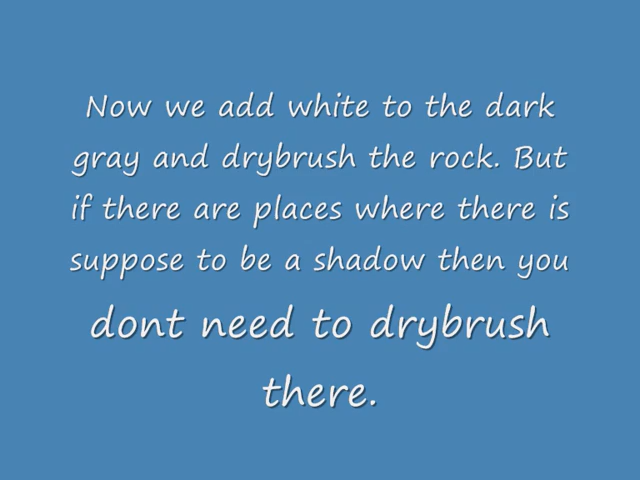 Now we add white to the dark
gray and drybrush the rock. But
if there are places where there is
suppose to be a shadow then you
dont need to drybrush
there.